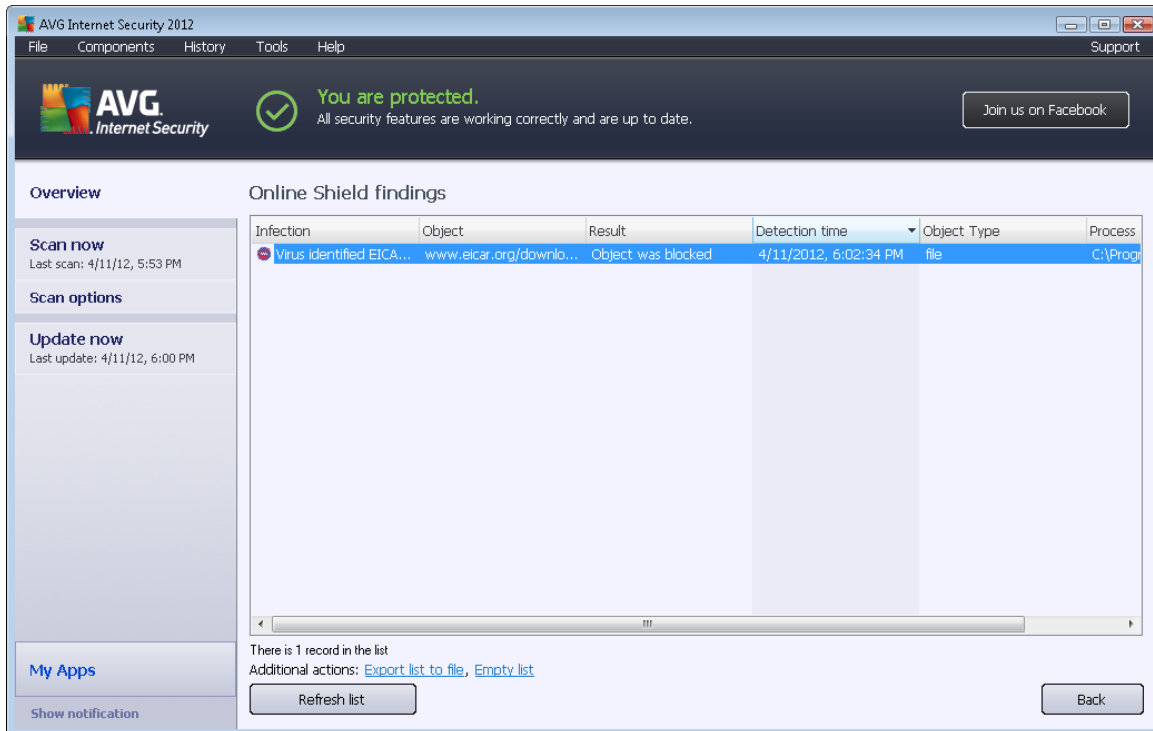 AVG Internet Security 2012
File Components History Tools Help Support
AVG.
Internet Security
You are protected.
All security features are working correctly and are up to date.
Join us on Facebook
Overview
Scan now
Last scan: 4/11/12, 5:53 PM
Scan options
Update now
Last update: 4/11/12, 6:00 PM
My Apps
Show notification
Online Shield findings
Infection Object Result Detection time Object Type Process
Virus identified EICA... www.eicar.org/downlo... Object was blocked 4/11/2012, 6:02:34 PM file C:\Progr
There is 1 record in the list
Additional actions: Export list to file, Empty list
Refresh list
Back